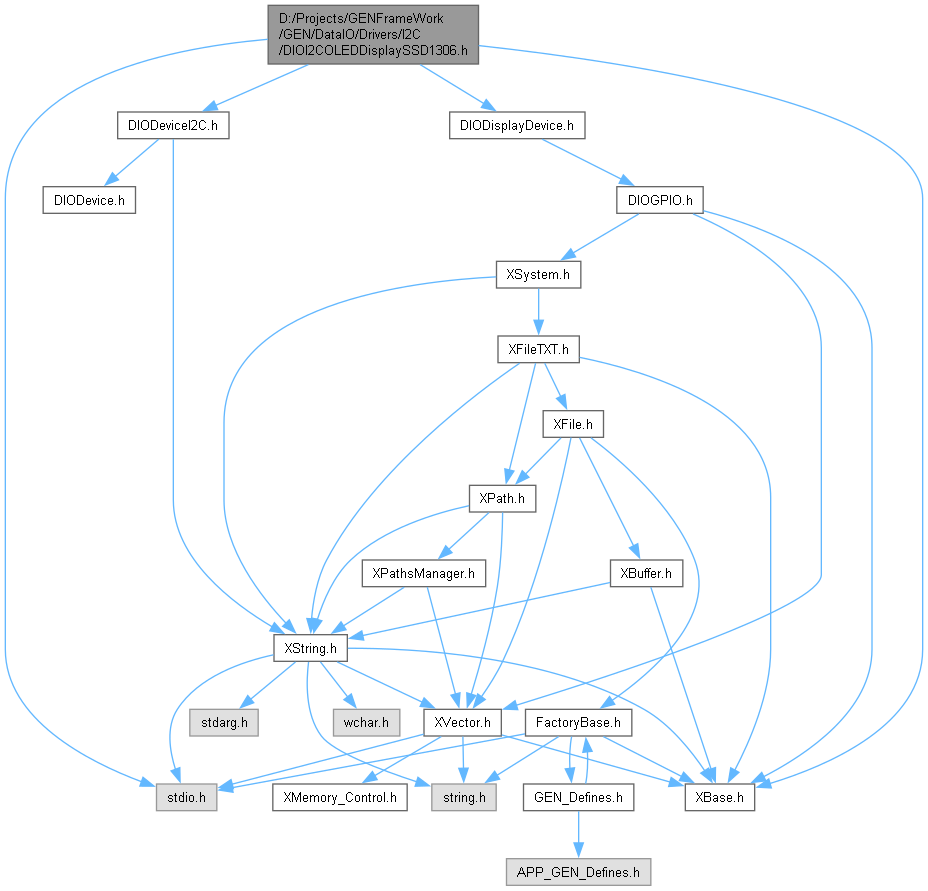 D:/Projects/GENFrameWork
/GEN/DataIO/Drivers/I2C
/DIOI2COLEDDisplaySSD1306.h
DIODeviceI2C.h
DIODisplayDevice.h
DIODevice.h
DIOGPIO.h
XSystem.h
XFileTXT.h
XFile.h
XPath.h
XPathsManager.h
XBuffer.h
XString.h
stdarg.h
wchar.h
XVector.h
FactoryBase.h
stdio.h
XMemory_Control.h
string.h
GEN_Defines.h
XBase.h
APP_GEN_Defines.h